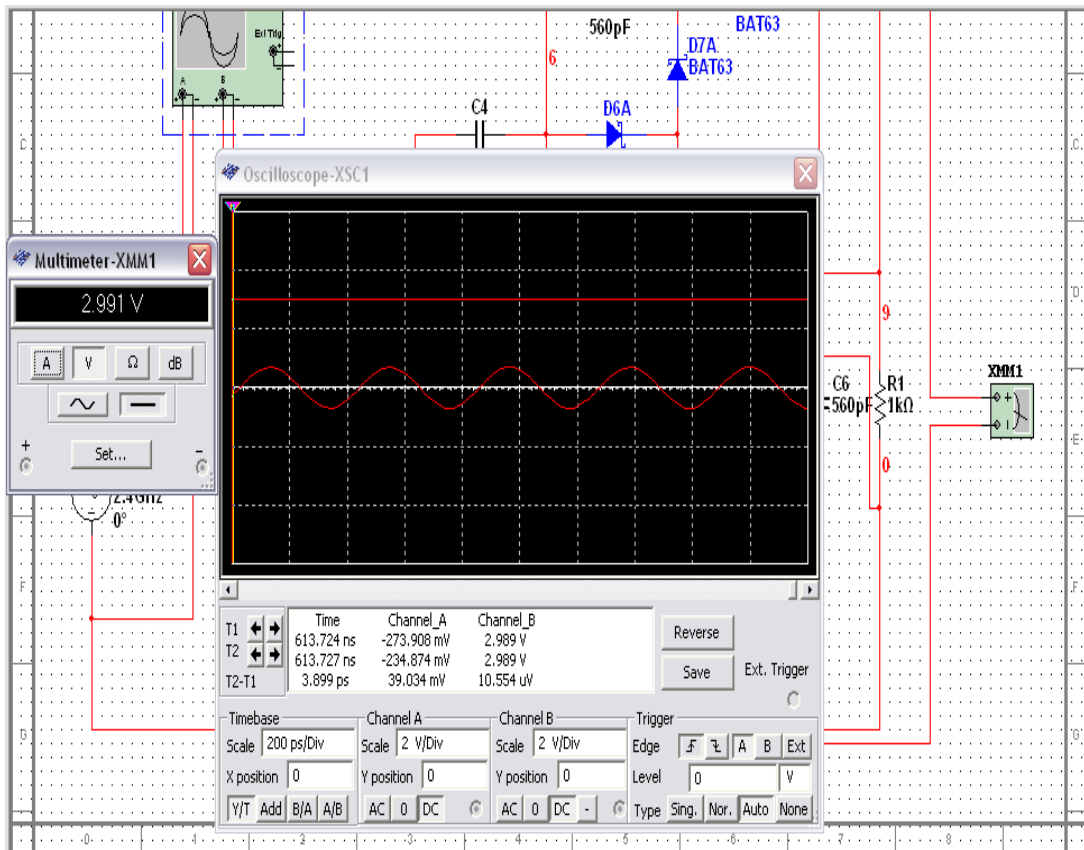 560pF
BAT63
Ext Trig
6
D7A
BAT63
A B
C4
D6A
C
C
Oscilloscope-XSC1
Multimeter-XMM1
2.991 V
D
D
9
A V Ω dB
C6
560pF
R1
1kΩ
XMM1
E
+ Set... -
0
2.4GHz
0°
F
F
Time Channel_A Channel_B
T1 613.724 ns -273.908 mV 2.989 V
T2 613.727 ns -234.874 mV 2.989 V
T2-T1 3.899 ps 39.034 mV 10.554 uV
Reverse
Save
Ext. Trigger
Timebase Channel A Channel B Trigger
Scale 200 ps/Div Scale 2 V/Div Scale 2 V/Div Edge A B Ext
X position 0 Y position 0 Y position 0 Level 0 V
Y/T Add B/A A/B AC 0 DC AC 0 DC - Type Sing. Nor. Auto None
G
G
0 1 2 3 4 5 6 7 8